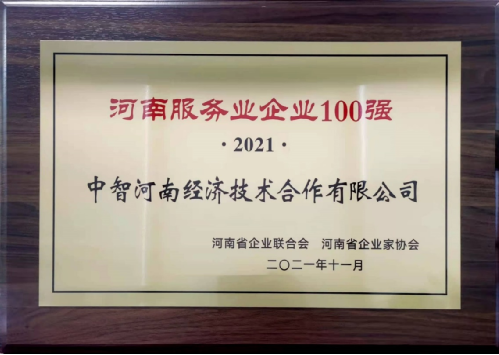 河南服务业企业100强
·2021·
中智河南经济技术合作有限公司
河南省企业联合会 河南省企业家协会
二〇二一年十一月